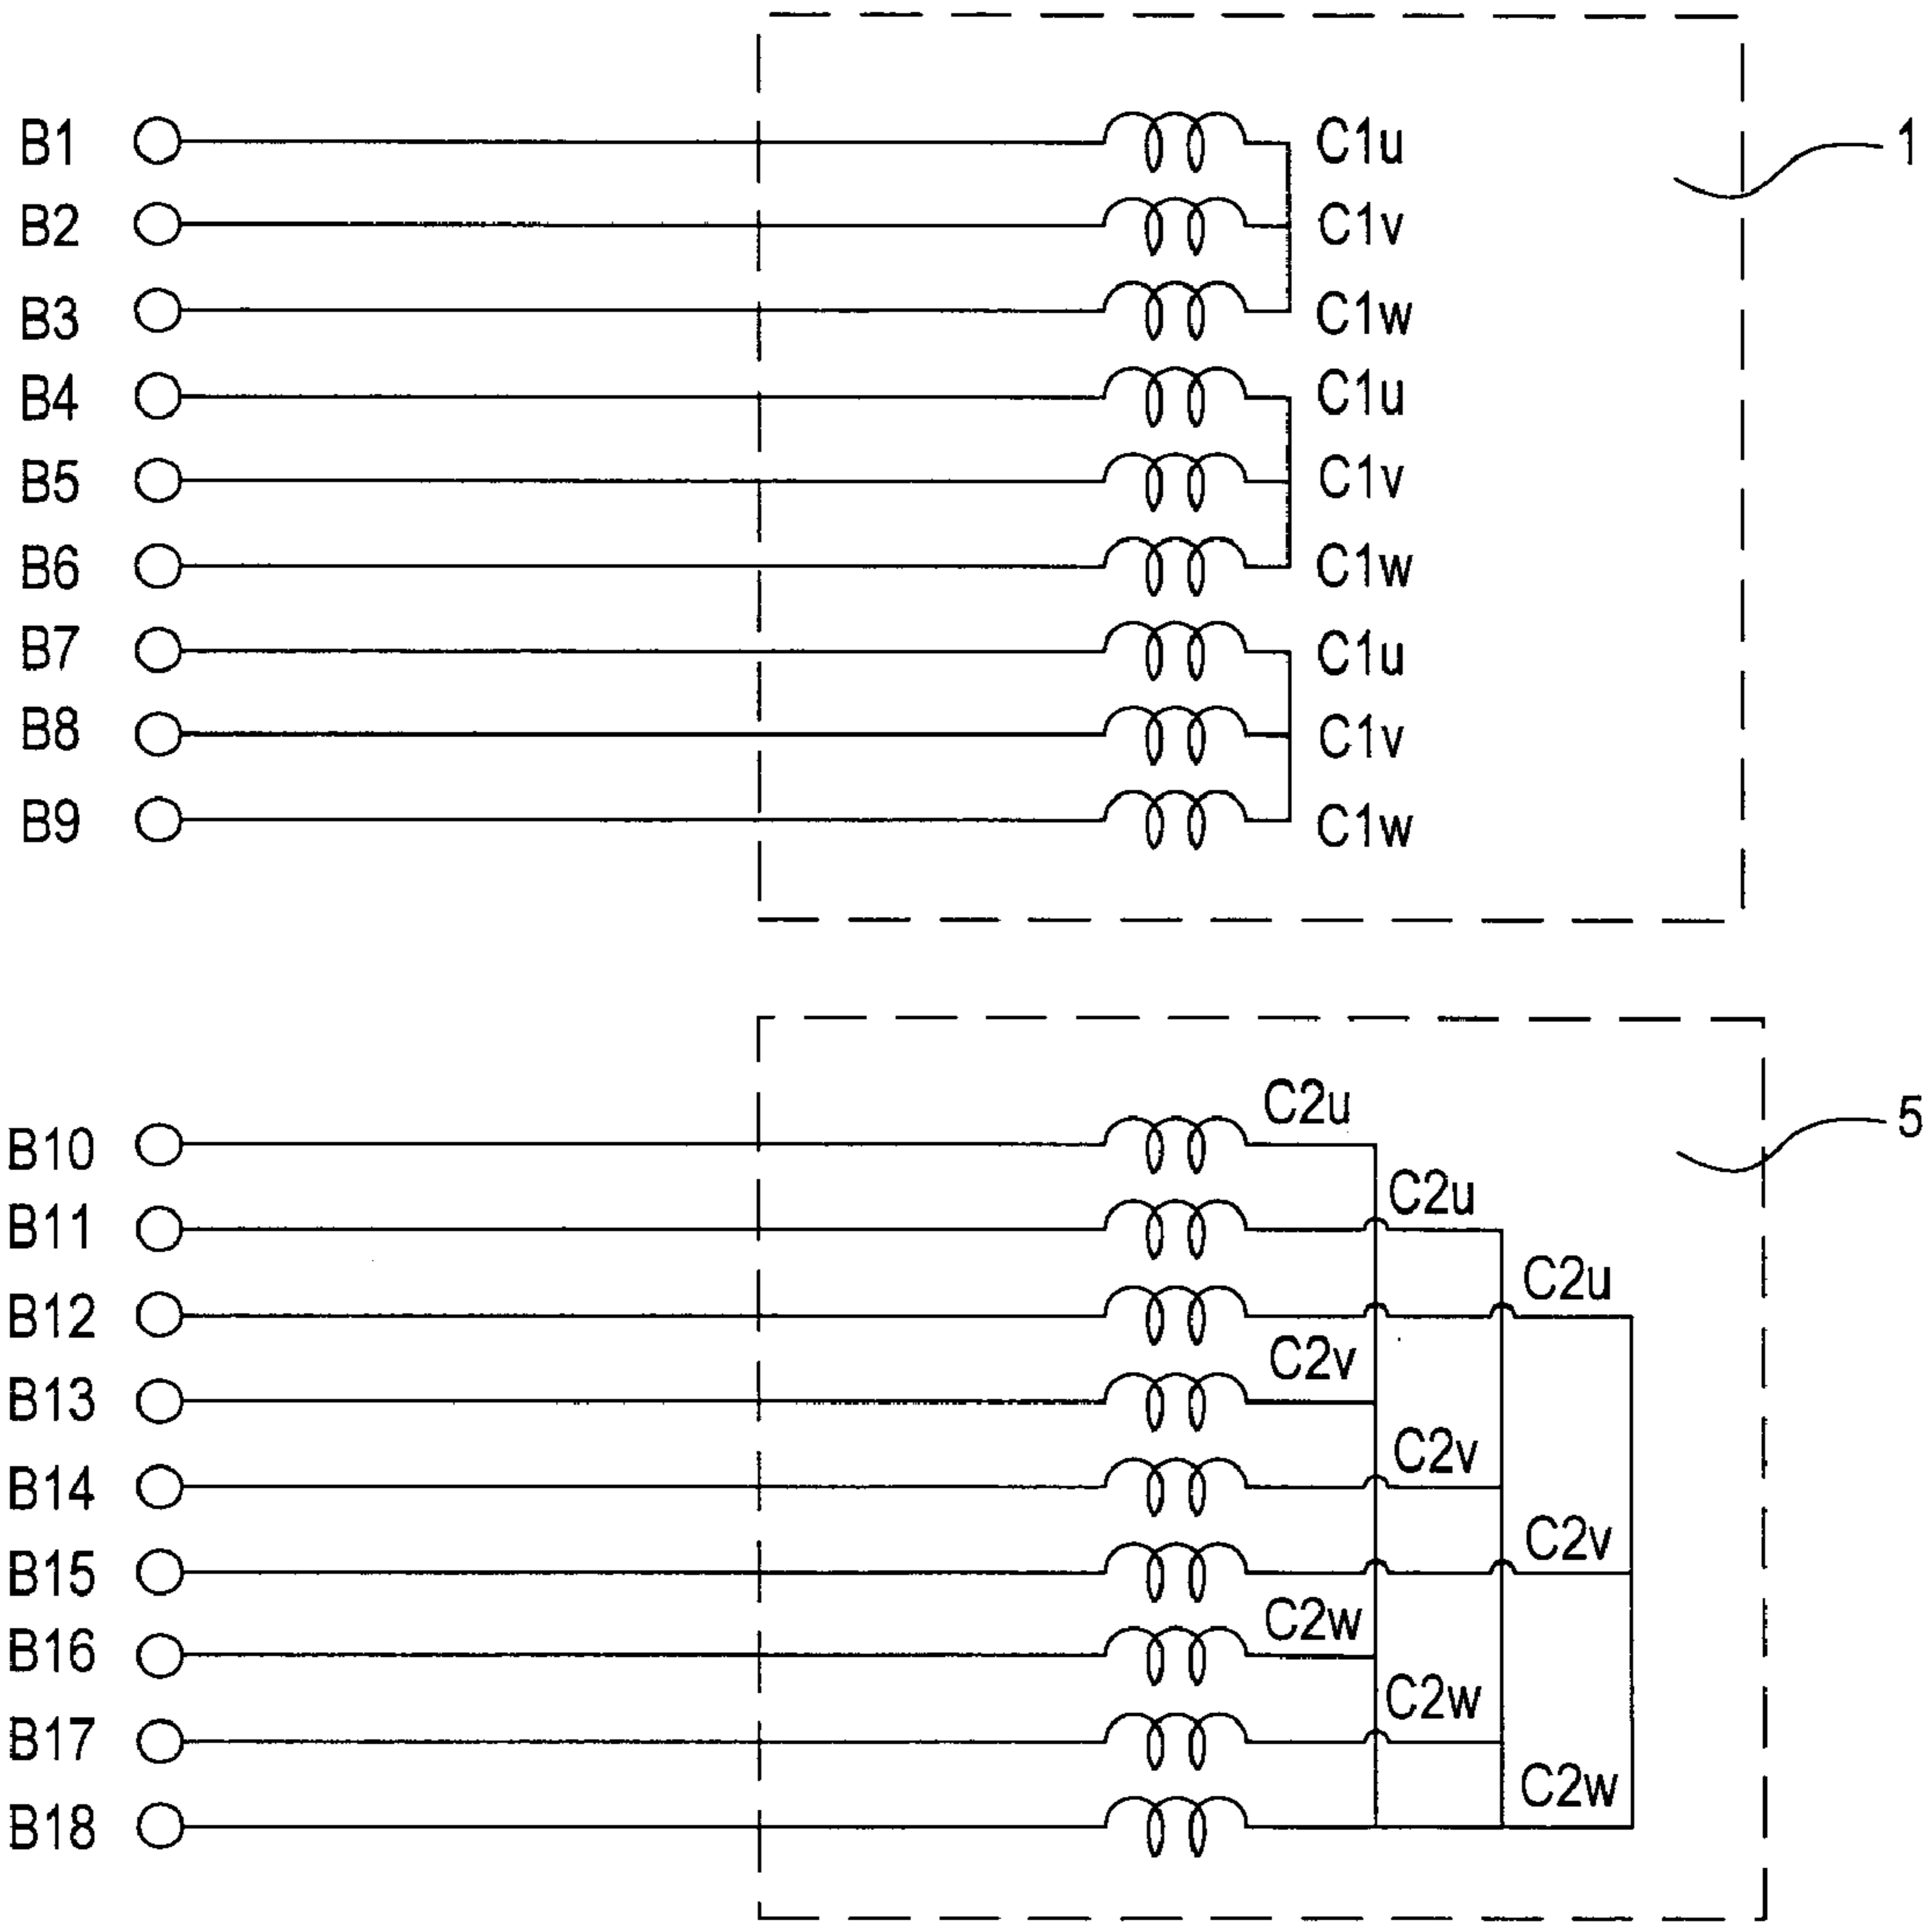 B1 C1u 1
B2 C1v
B3 C1w
B4 C1u
B5 C1v
B6 C1w
B7 C1u
B8 C1v
B9 C1w
C2u
B10 5
C2u
B11
C2u
B12
C2v
B13
C2v
B14
C2v
B15
C2w
B16
C2w
B17
C2w
B18